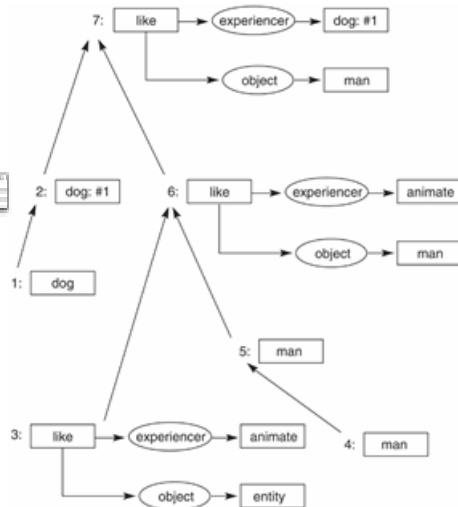 7: like experiencer dog: #1
object man
2: dog: #1 6: like experiencer animate
object man
1: dog
5: man
3: like experiencer animate 4: man
object entity